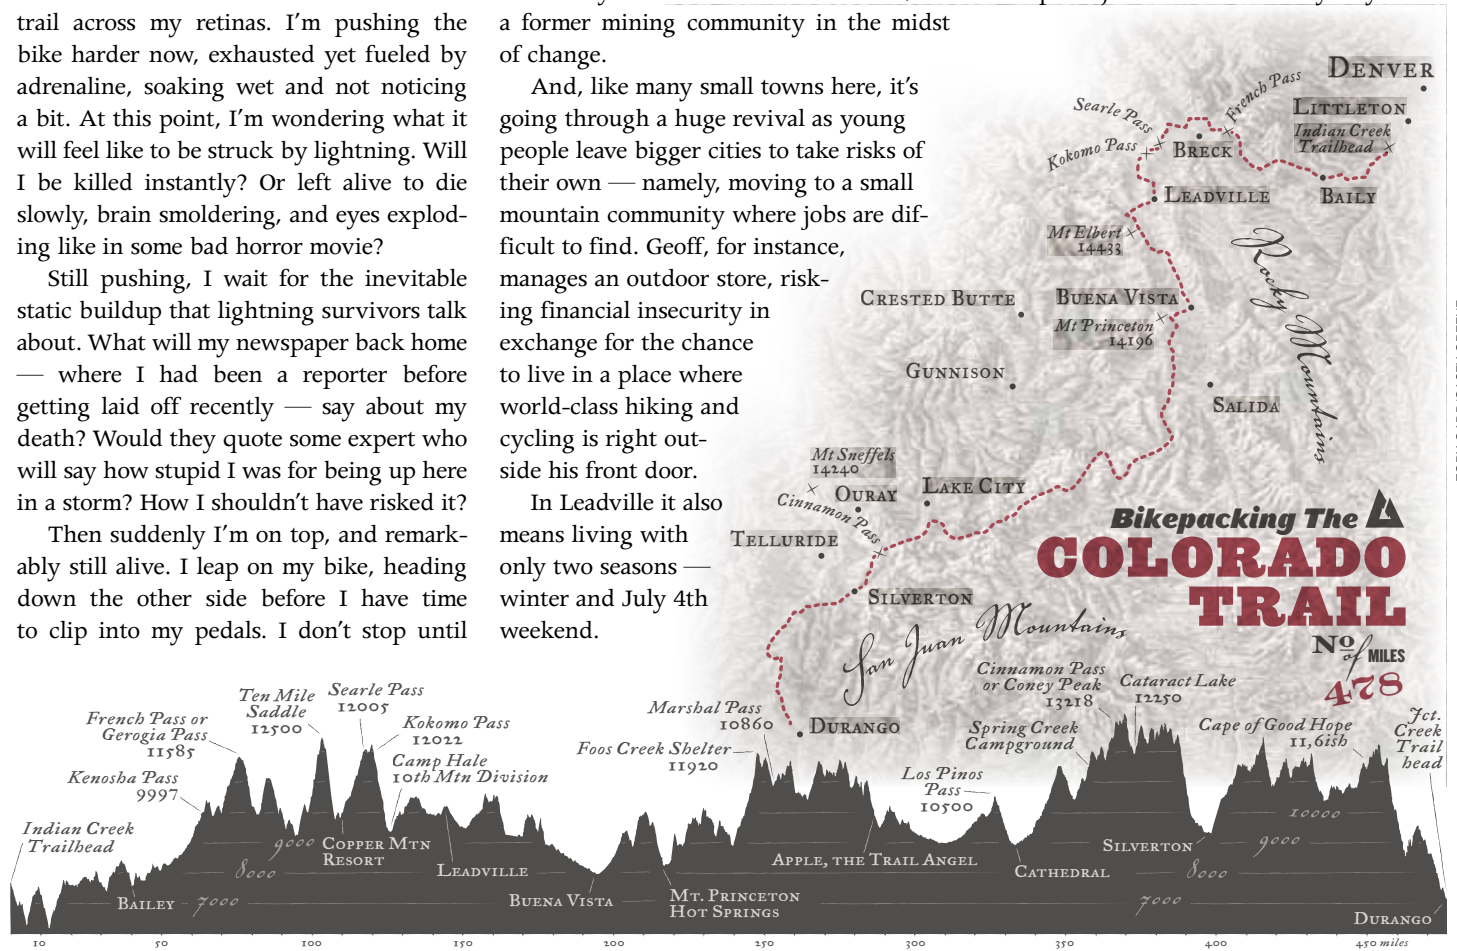 trail across my retinas. I'm pushing the
bike harder now, exhausted yet fueled by
adrenaline, soaking wet and not noticing
a bit. At this point, I'm wondering what it
will feel like to be struck by lightning. Will
I be killed instantly? Or left alive to die
slowly, brain smoldering, and eyes explod-
ing like in some bad horror movie?
Still pushing, I wait for the inevitable
static buildup that lightning survivors talk
about. What will my newspaper back home
— where I had been a reporter before
getting laid off recently — say about my
death? Would they quote some expert who
will say how stupid I was for being up here
in a storm? How I shouldn't have risked it?
Then suddenly I'm on top, and remark-
ably still alive. I leap on my bike, heading
down the other side before I have time
to clip into my pedals. I don't stop until
a former mining community in the midst
of change.
And, like many small towns here, it's
going through a huge revival as young
people leave bigger cities to take risks of
their own — namely, moving to a small
mountain community where jobs are dif-
ficult to find. Geoff, for instance,
manages an outdoor store, risk-
ing financial insecurity in
exchange for the chance
to live in a place where
world-class hiking and
cycling is right out-
side his front door.
In Leadville it also
means living with
only two seasons —
winter and July 4th
weekend.
DENVER
LITTLETON
Indian Creek
Trailhead
French Pass
Searle Pass
Kokomo Pass
BRECK
BAILY
LEADVILLE
Mt Elbert
14433
Rocky Mountains
CRESTED BUTTE
BUENA VISTA
Mt Princeton
14196
GUNNISON
SALIDA
Mt Sneffels
14240
OURAY
LAKE CITY
Cinnamon Pass
TELLURIDE
SILVERTON
San Juan Mountains
DURANGO
Bikepacking The
COLORADO
TRAIL
No of MILES
478
Indian Creek
Trailhead
BAILEY
Kenosha Pass
9997
French Pass or
Gerogia Pass
11585
Ten Mile
Saddle
12500
Searle Pass
12005
Kokomo Pass
12022
Camp Hale
10th Mtn Division
COPPER MTN
RESORT
LEADVILLE
BUENA VISTA
MT. PRINCETON
HOT SPRINGS
Foos Creek Shelter
11920
Marshal Pass
10860
APPLE, THE TRAIL ANGEL
Los Pinos
Pass
10500
CATHEDRAL
Spring Creek
Campground
Cinnamon Pass
or Coney Peak
13218
Cataract Lake
12250
SILVERTON
Cape of Good Hope
11,6ish
Jct.
Creek
Trail
head
DURANGO
9000
8000
7000
10000
9000
8000
7000
10 50 100 150 200 250 300 350 400 450 miles